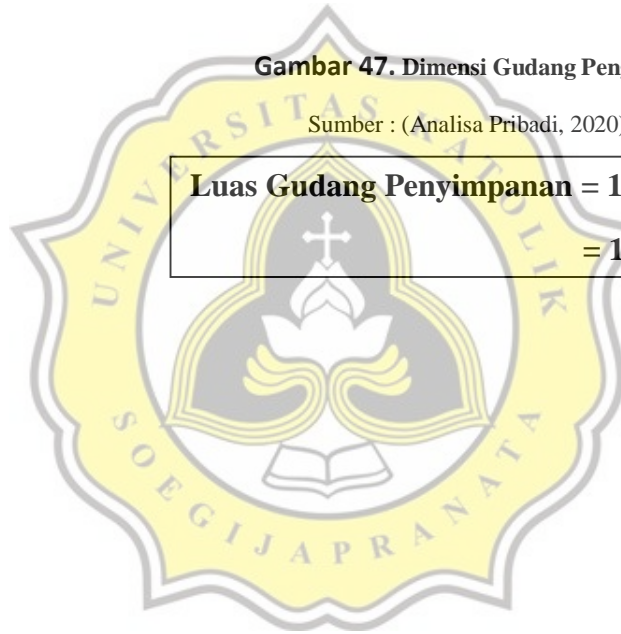 Gambar 47. Dimensi Gudang Pen
Sumber : (Analisa Pribadi, 2020)
Luas Gudang Penyimpanan = 1
= 1
UNIVERSITAS KATOLIK
SOEGIJAPRANATA